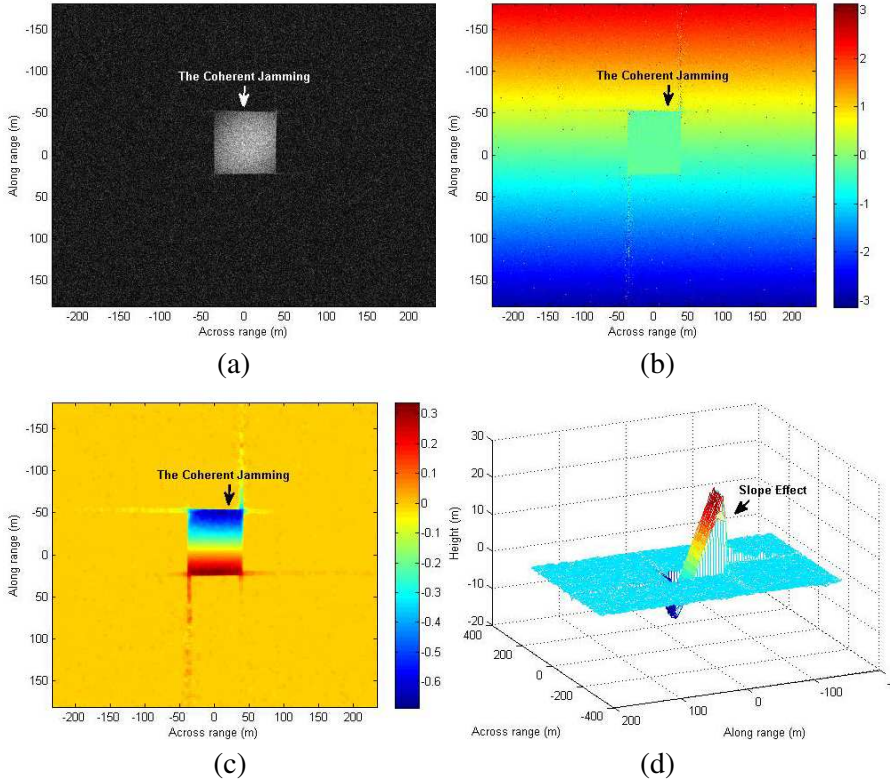 The Coherent Jamming
-150
-100
-50
0
50
100
150
Along range (m)
-200 -150 -100 -50 0 50 100 150 200
Across range (m)
(a)
The Coherent Jamming
-150
-100
-50
0
50
100
150
Along range (m)
-200 -150 -100 -50 0 50 100 150 200
Across range (m)
3
2
1
0
-1
-2
-3
(b)
The Coherent Jamming
-150
-100
-50
0
50
100
150
Along range (m)
-200 -150 -100 -50 0 50 100 150 200
Across range (m)
0.3
0.2
0.1
0
-0.1
-0.2
-0.3
-0.4
-0.5
-0.6
(c)
Slope Effect
30
20
10
0
-10
-20
Height (m)
400
200
0
-200
-400
Across range (m)
200
100
0
-100
Along range (m)
(d)